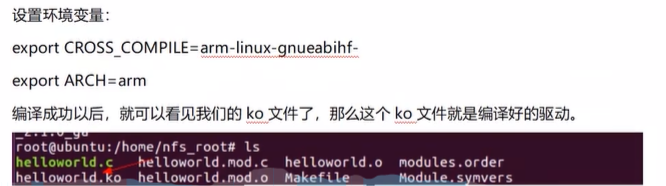 设置环境变量：
export CROSS_COMPILE=arm-linux-gnueabihf-
export ARCH=arm
编译成功以后，就可以看见我们的 ko 文件了，那么这个 ko 文件就是编译好的驱动。
root@ubuntu:/home/nfs_root# ls
helloworld.c helloworld.mod.c helloworld.o modules.order
helloworld.ko helloworld.mod.o Makefile Module.symvers